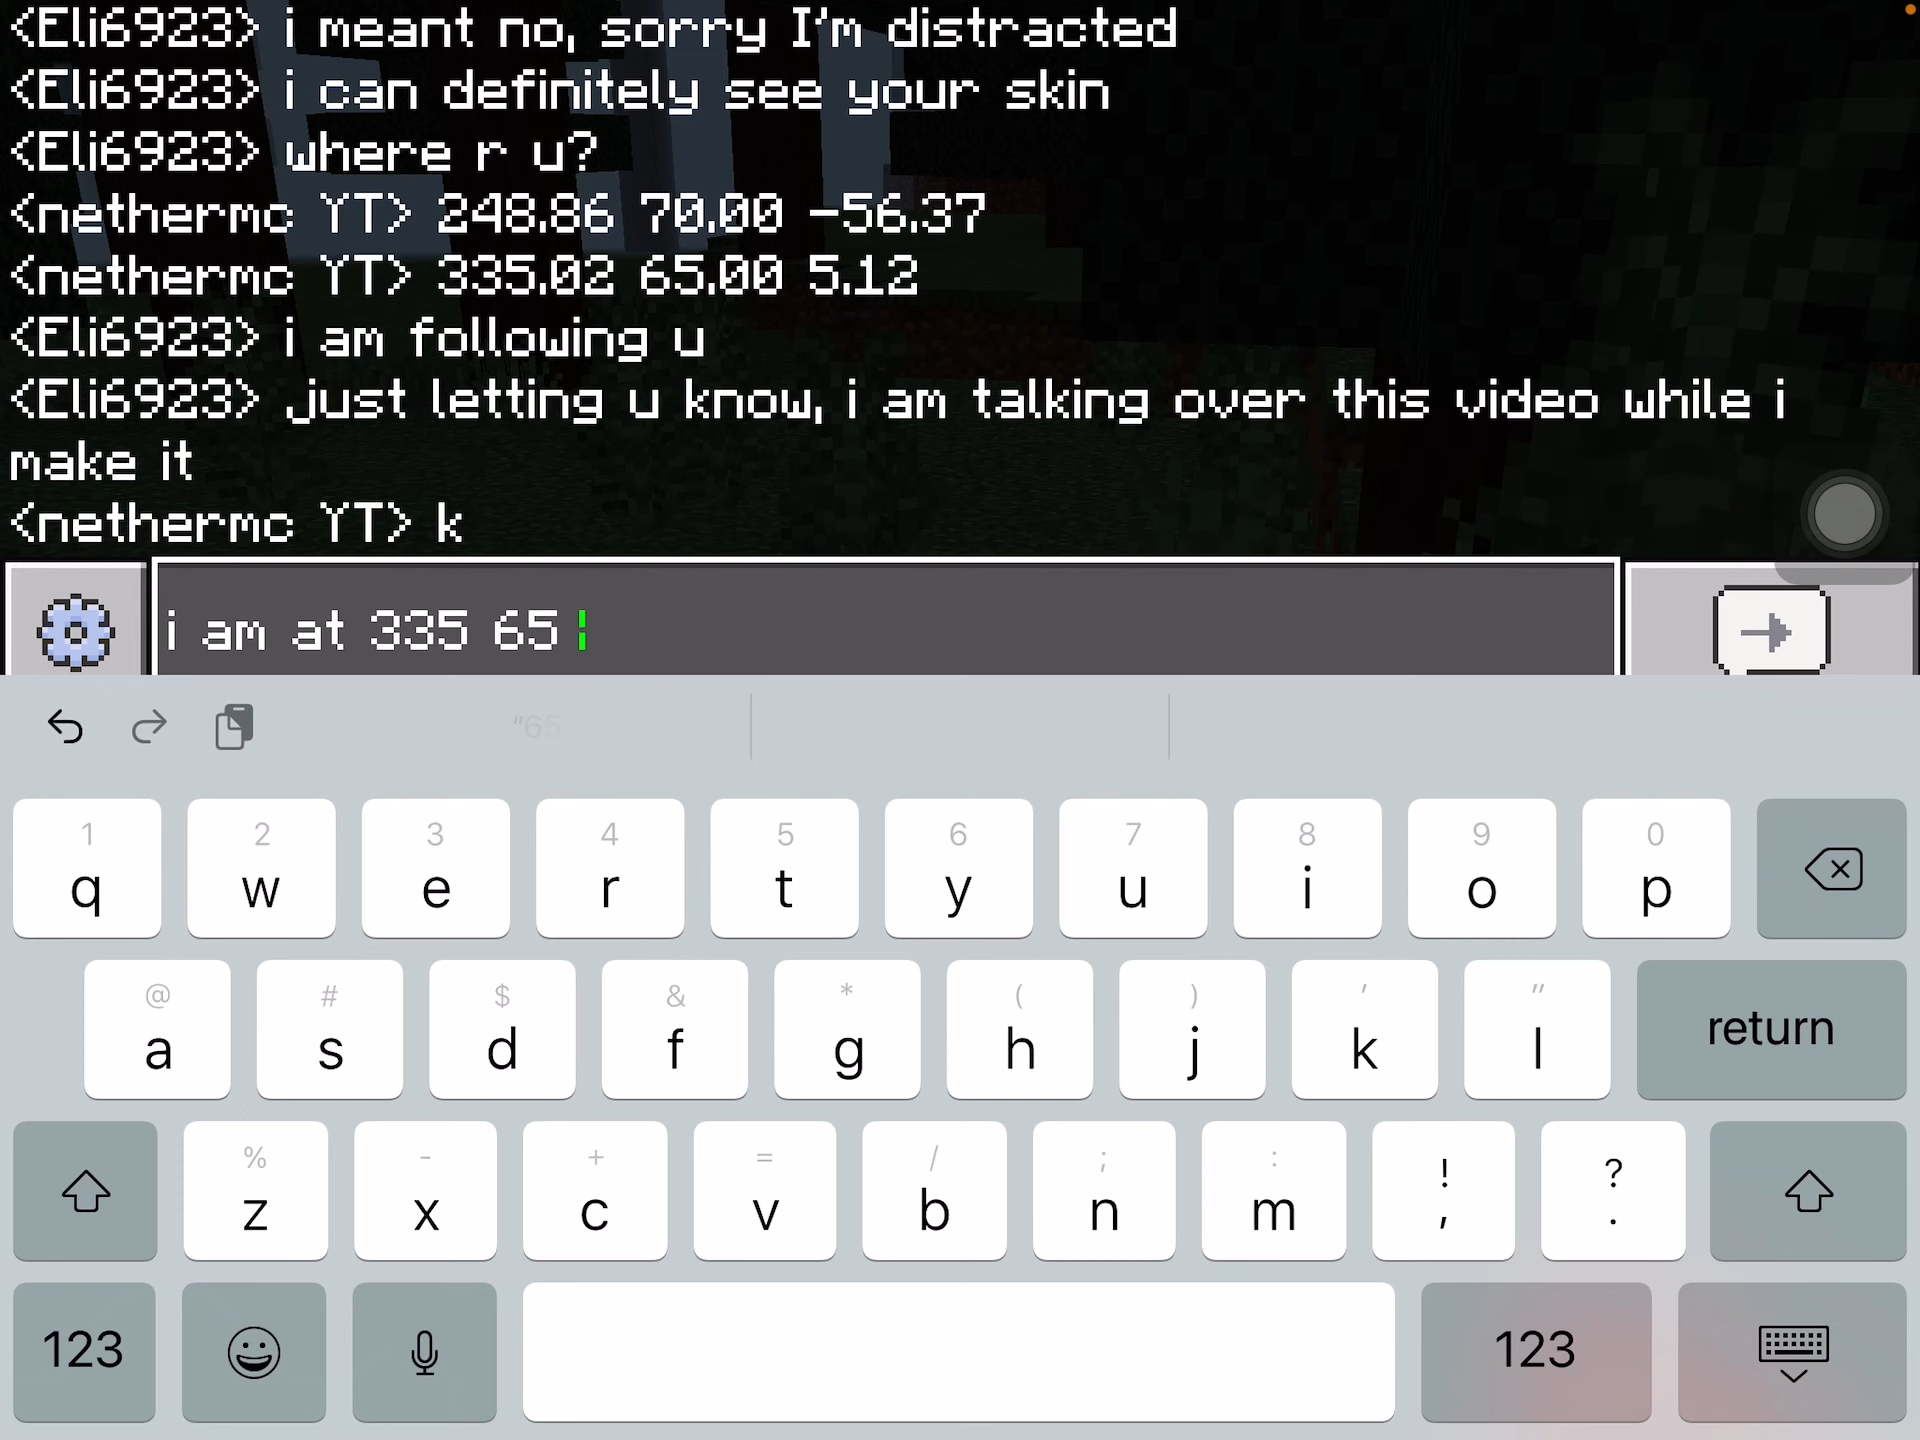 <Eli6923> i meant no, sorry I'm distracted
<Eli6923> i can definitely see your skin
<Eli6923> where r u?
<nethermc YT> 248.86 70.00 -56.37
<nethermc YT> 335.02 65.00 5.12
<Eli6923> i am following u
<Eli6923> just letting u know, i am talking over this video while i
make it
<nethermc YT> k
i am at 335 65
“65
1 2 3 4 5 6 7 8 9 0
q w e r t y u i o p
@ # $ & * ( ) ' "
a s d f g h j k l return
% - + = / ; : ! ?
z x c v b n m , .
123 123